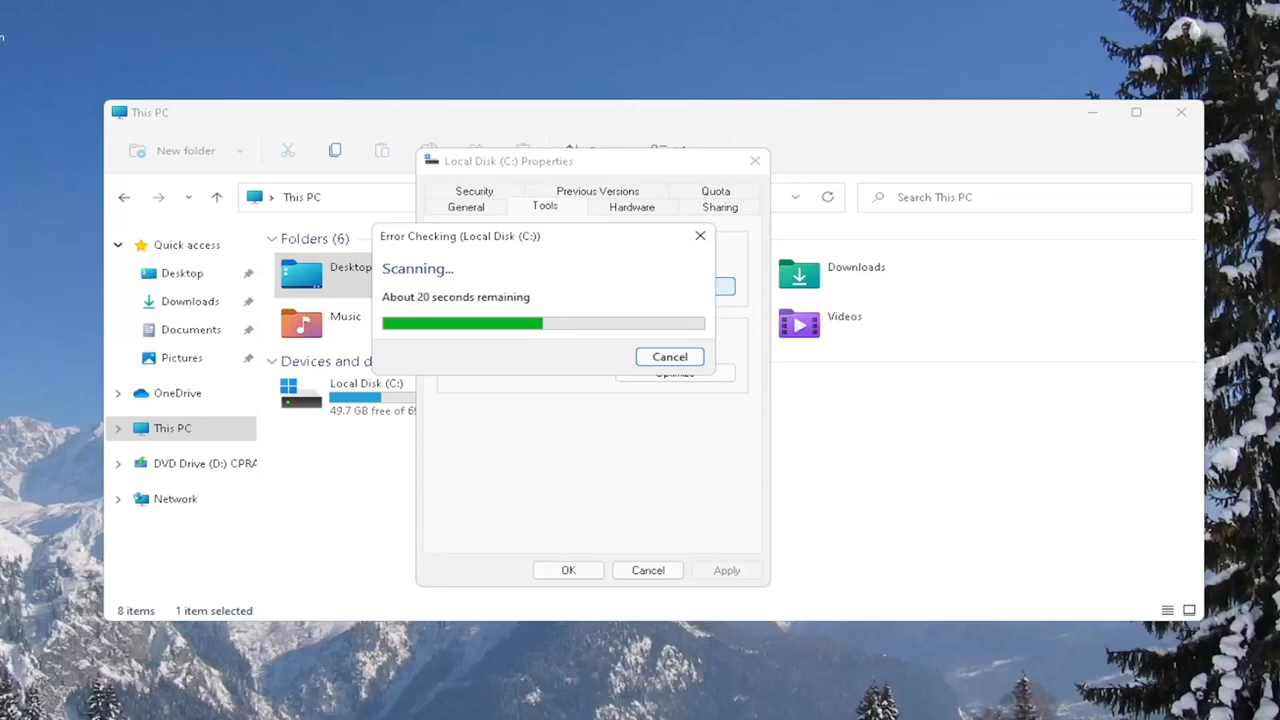 n
This PC
New folder
Local Disk (C:) Properties
This PC
Search This PC
Security
Previous Versions
Quota
General
Tools
Hardware
Sharing
Error Checking (Local Disk (C:))
Scanning...
About 20 seconds remaining
Cancel
Optimize
OK
Cancel
Apply
Quick access
Desktop
Downloads
Documents
Pictures
OneDrive
This PC
DVD Drive (D:) CPRA
Network
Folders (6)
Desktop
Downloads
Music
Videos
Devices and d
Local Disk (C:)
49.7 GB free of
8 items
1 item selected